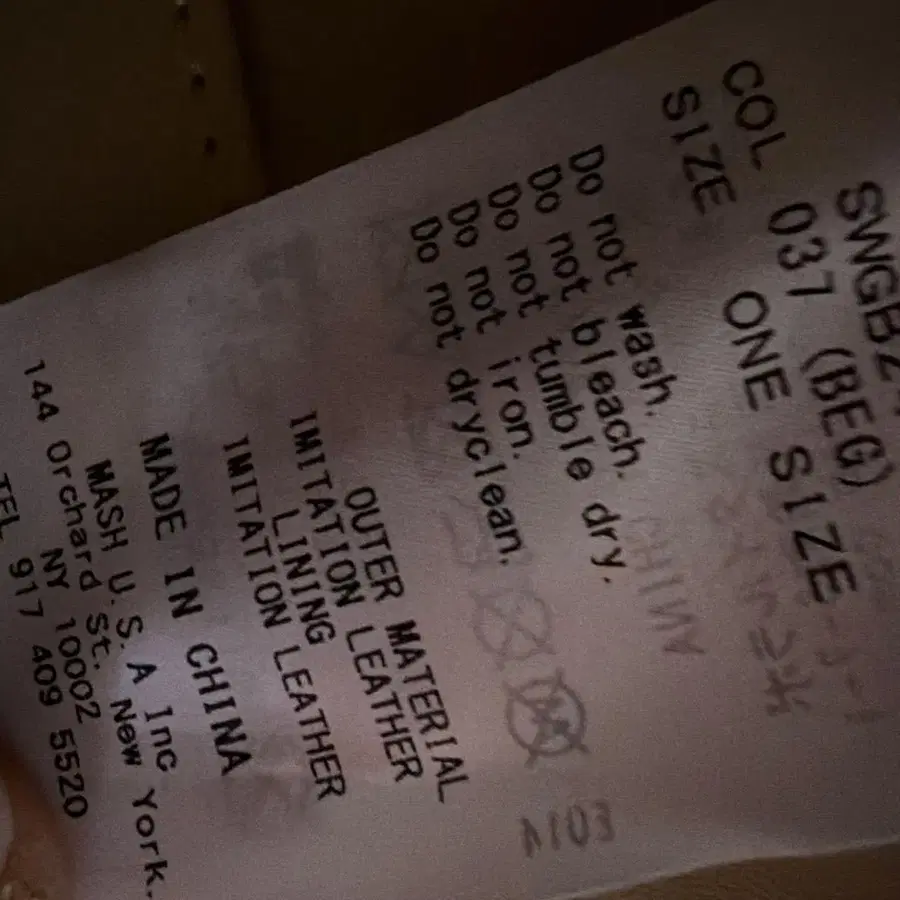 COL 037 (BEG)
SIZE ONE SIZE
Do not wash.
Do not bleach.
Do not tumble dry.
Do not iron.
Do not dryclean.
OUTER MATERIAL
IMITATION LEATHER
LINING
IMITATION LEATHER
MADE IN CHINA
MASH U.S.A Inc
144 Orchard St. New York.
NY 10002
TEL 917 409 5520